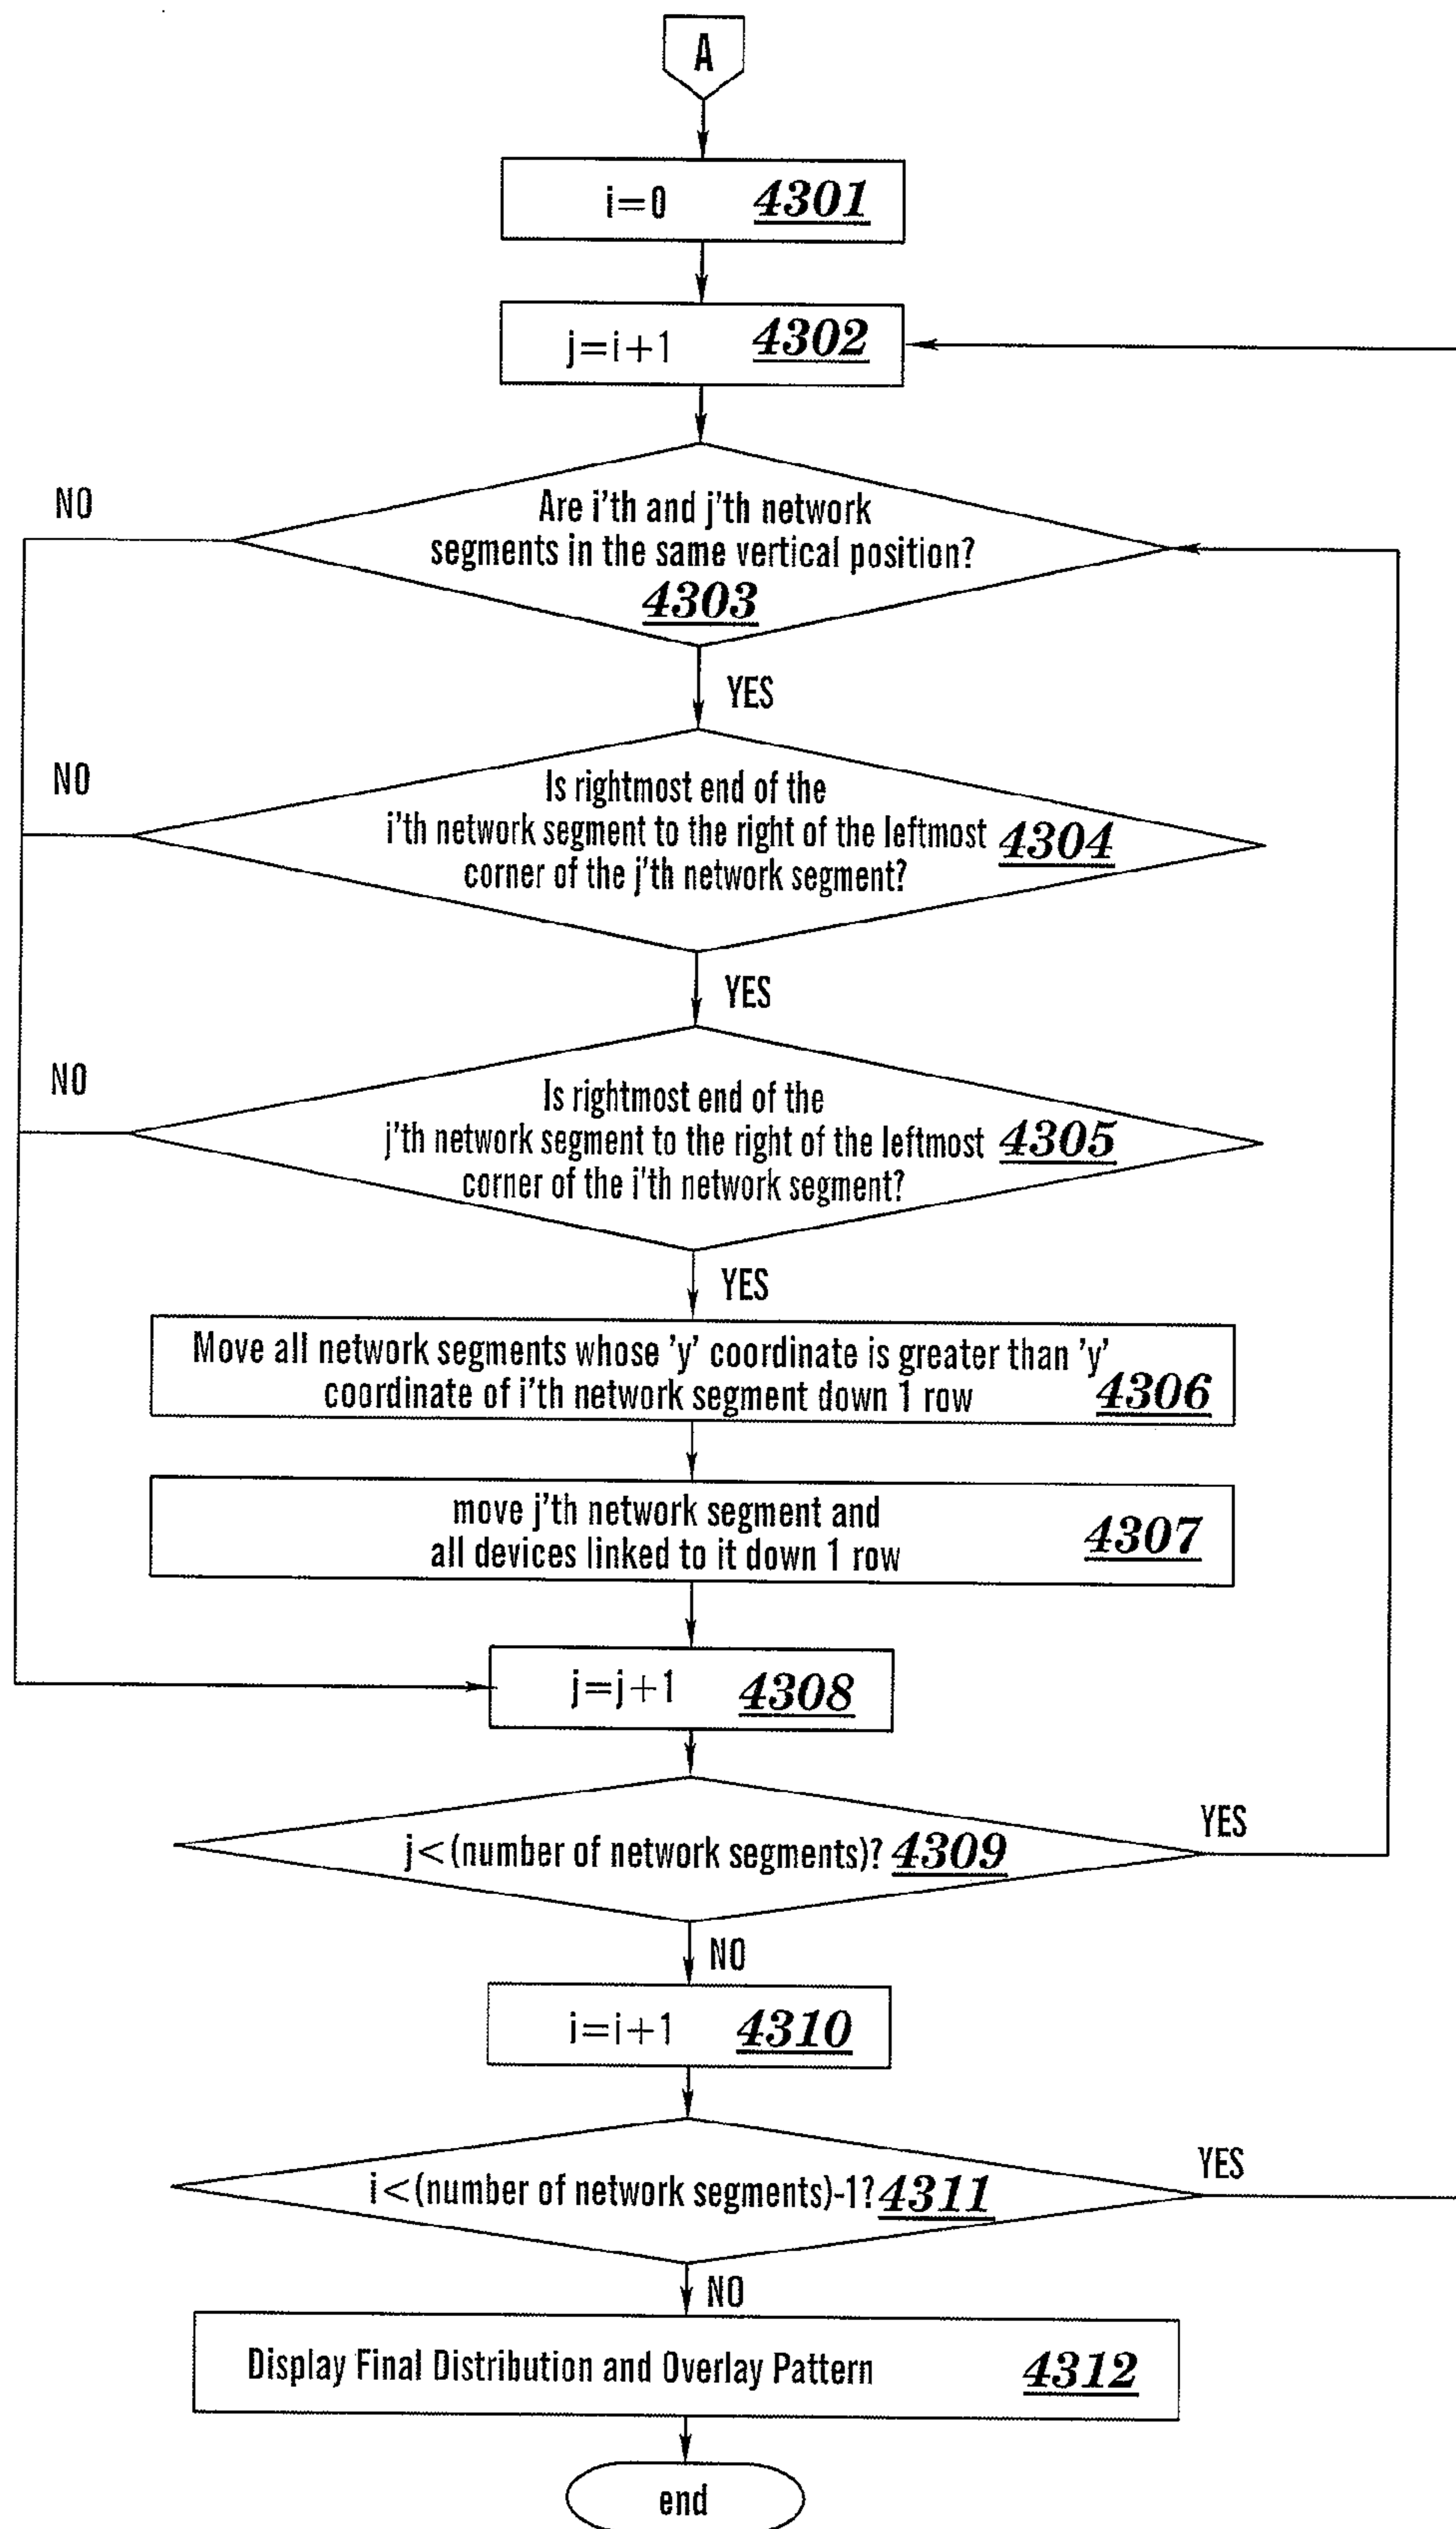 A
i=0 4301
j=i+1 4302
NO
Are i'th and j'th network
segments in the same vertical position?
4303
YES
NO
Is rightmost end of the
i'th network segment to the right of the leftmost 4304
corner of the j'th network segment?
YES
NO
Is rightmost end of the
j'th network segment to the right of the leftmost 4305
corner of the i'th network segment?
YES
Move all network segments whose 'y' coordinate is greater than 'y'
coordinate of i'th network segment down 1 row 4306
move j'th network segment and
all devices linked to it down 1 row 4307
j=j+1 4308
j<(number of network segments)? 4309
YES
NO
i=i+1 4310
i<(number of network segments)-1? 4311
YES
NO
Display Final Distribution and Overlay Pattern 4312
end